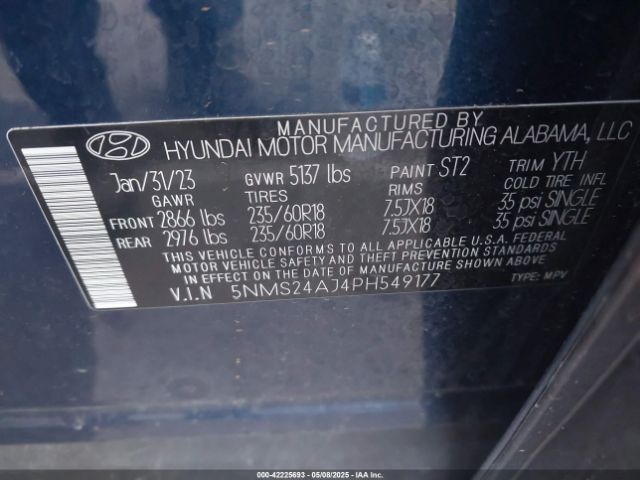 MANUFACTURED BY
HYUNDAI MOTOR MANUFACTURING ALABAMA, LLC
Jan/31/23 GVWR 5137 lbs PAINT ST2 TRIM YTH
GAWR TIRES RIMS COLD TIRE INFL
FRONT 2866 lbs 235/60R18 7.5JX18 35 psi SINGLE
REAR 2976 lbs 235/60R18 7.5JX18 35 psi SINGLE
THIS VEHICLE CONFORMS TO ALL APPLICABLE U.S.A. FEDERAL
MOTOR VEHICLE SAFETY, BUMPER, AND THEFT PREVENTION STANDARDS
IN EFFECT ON THE DATE OF MANUFACTURE SHOWN ABOVE.
V.I.N 5NMS24AJ4PH549177 TYPE: MPV
000-42225693 - 05/08/2025 - IAA Inc. (ACV)